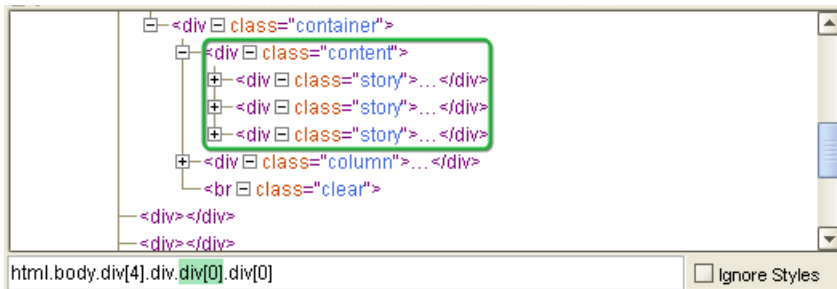 <div class="container">
<div class="content">
<div class="story">...</div>
<div class="story">...</div>
<div class="story">...</div>
<div class="column">...</div>
<br class="clear">
<div></div>
<div></div>
html.body.div[4].div.div[0].div[0]
Ignore Styles